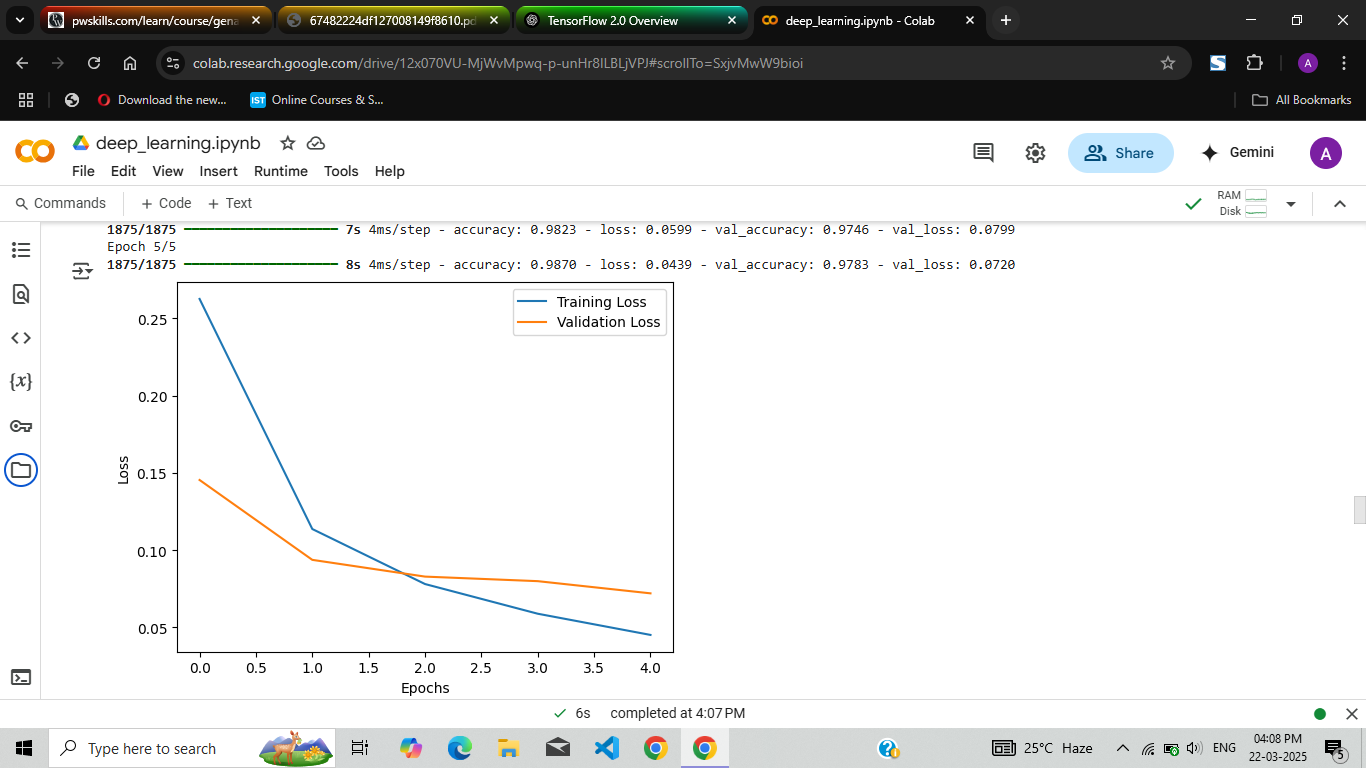 pwskills.com/learn/course/gena
67482224df127008149f8610.pd
TensorFlow 2.0 Overview
deep_learning.ipynb - Colab
colab.research.google.com/drive/12x070VU-MjWvMpwq-p-unHr8ILBLjVPJ#scrollTo=SxjvMwW9bioi
S
A
Download the new...
IST
Online Courses & S...
All Bookmarks
deep_learning.ipynb
File Edit View Insert Runtime Tools Help
Share
Gemini
A
Commands
+ Code + Text
RAM
Disk
1875/1875 7s 4ms/step - accuracy: 0.9823 - loss: 0.0599 - val_accuracy: 0.9746 - val_loss: 0.0799
Epoch 5/5
1875/1875 8s 4ms/step - accuracy: 0.9870 - loss: 0.0439 - val_accuracy: 0.9783 - val_loss: 0.0720
Training Loss
Validation Loss
0.25
0.20
0.15
0.10
0.05
Loss
0.0 0.5 1.0 1.5 2.0 2.5 3.0 3.5 4.0
Epochs
{x}
6s completed at 4:07 PM
Type here to search
25°C Haze
ENG
04:08 PM
22-03-2025
5